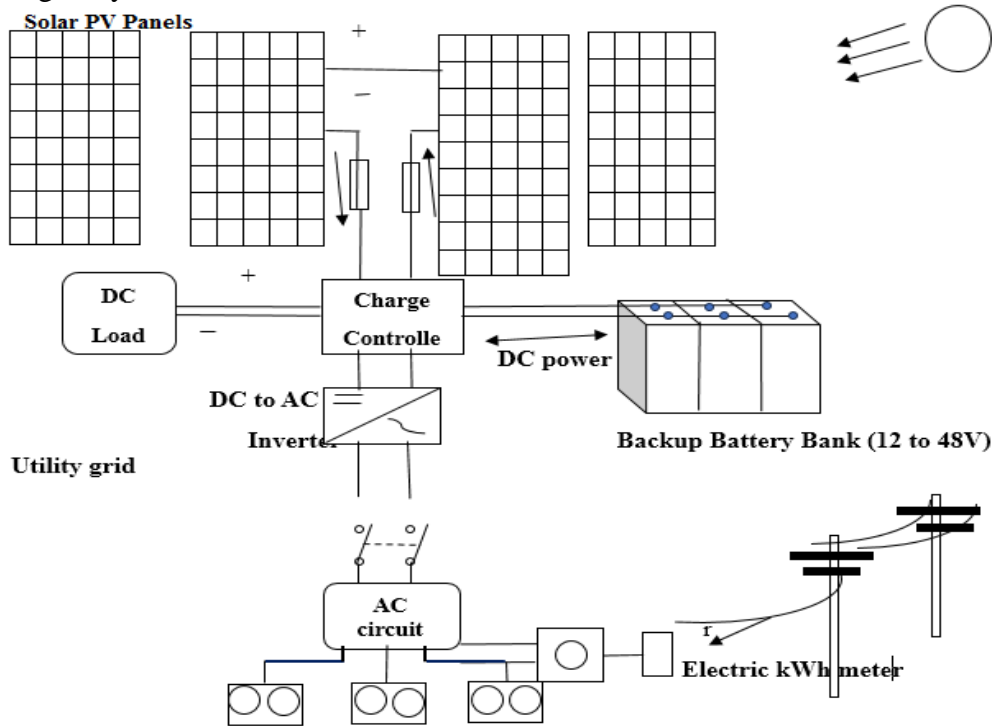 Solar PV Panels
+
−
+
DC
Load
−
Charge
Controlle
DC power
DC to AC
Inverter
Backup Battery Bank (12 to 48V)
Utility grid
AC
circuit
r
Electric kWh meter